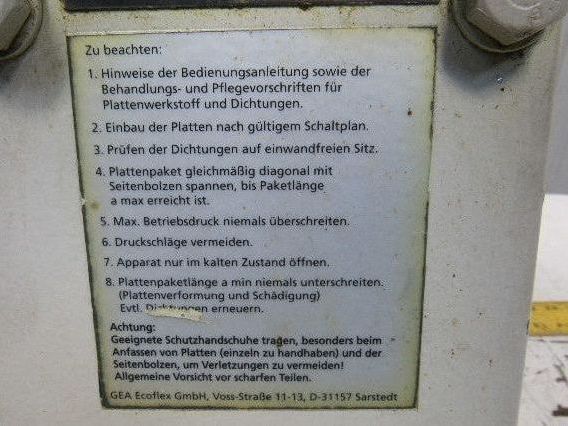 Zu beachten:
1. Hinweise der Bedienungsanleitung sowie der
Behandlungs- und Pflegevorschriften für
Plattenwerkstoff und Dichtungen.
2. Einbau der Platten nach gültigem Schaltplan.
3. Prüfen der Dichtungen auf einwandfreien Sitz.
4. Plattenpaket gleichmäßig diagonal mit
Seitenbolzen spannen, bis Paketlänge
a max erreicht ist.
5. Max. Betriebsdruck niemals überschreiten.
6. Druckschläge vermeiden.
7. Apparat nur im kalten Zustand öffnen.
8. Plattenpaketlänge a min niemals unterschreiten.
(Plattenverformung und Schädigung)
Evtl. Dichtungen erneuern.
Achtung:
Geeignete Schutzhandschuhe tragen, besonders beim
Anfassen von Platten (einzeln zu handhaben) und der
Seitenbolzen, um Verletzungen zu vermeiden!
Allgemeine Vorsicht vor scharfen Teilen.
GEA Ecoflex GmbH, Voss-Straße 11-13, D-31157 Sarstedt